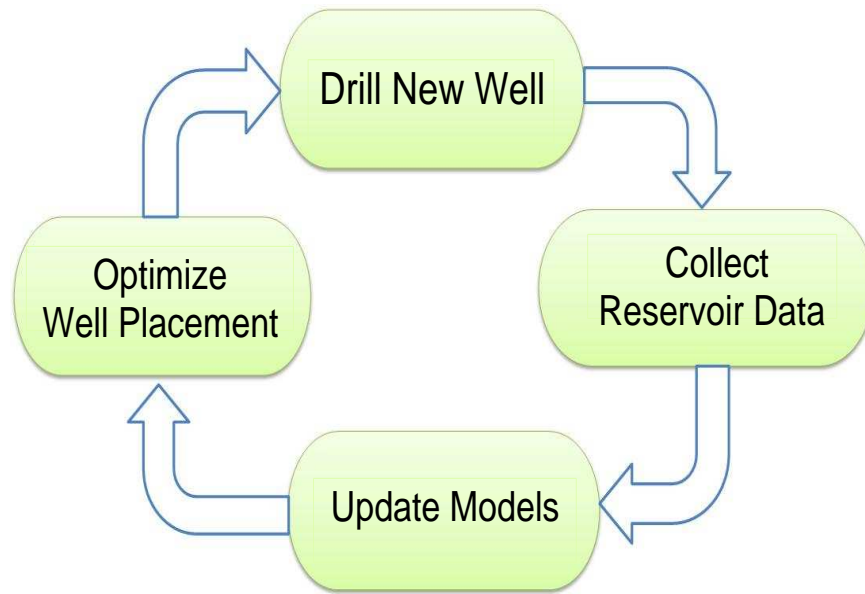 Drill New Well
Collect
Reservoir Data
Update Models
Optimize
Well Placement